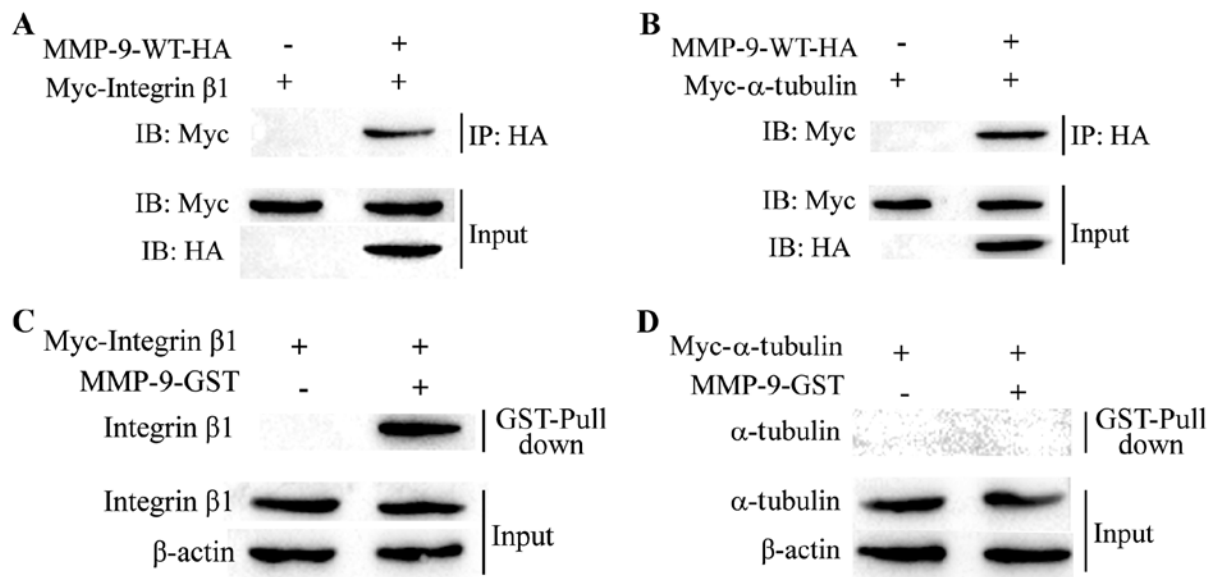 A
MMP-9-WT-HA - +
Myc-Integrin β1 + +
IB: Myc IP: HA
IB: Myc
IB: HA
Input
B
MMP-9-WT-HA - +
Myc-α-tubulin + +
IB: Myc IP: HA
IB: Myc
IB: HA
Input
C
Myc-Integrin β1 + +
MMP-9-GST - +
Integrin β1
GST-Pull
down
Integrin β1
β-actin
Input
D
Myc-α-tubulin + +
MMP-9-GST - +
α-tubulin
GST-Pull
down
α-tubulin
β-actin
Input